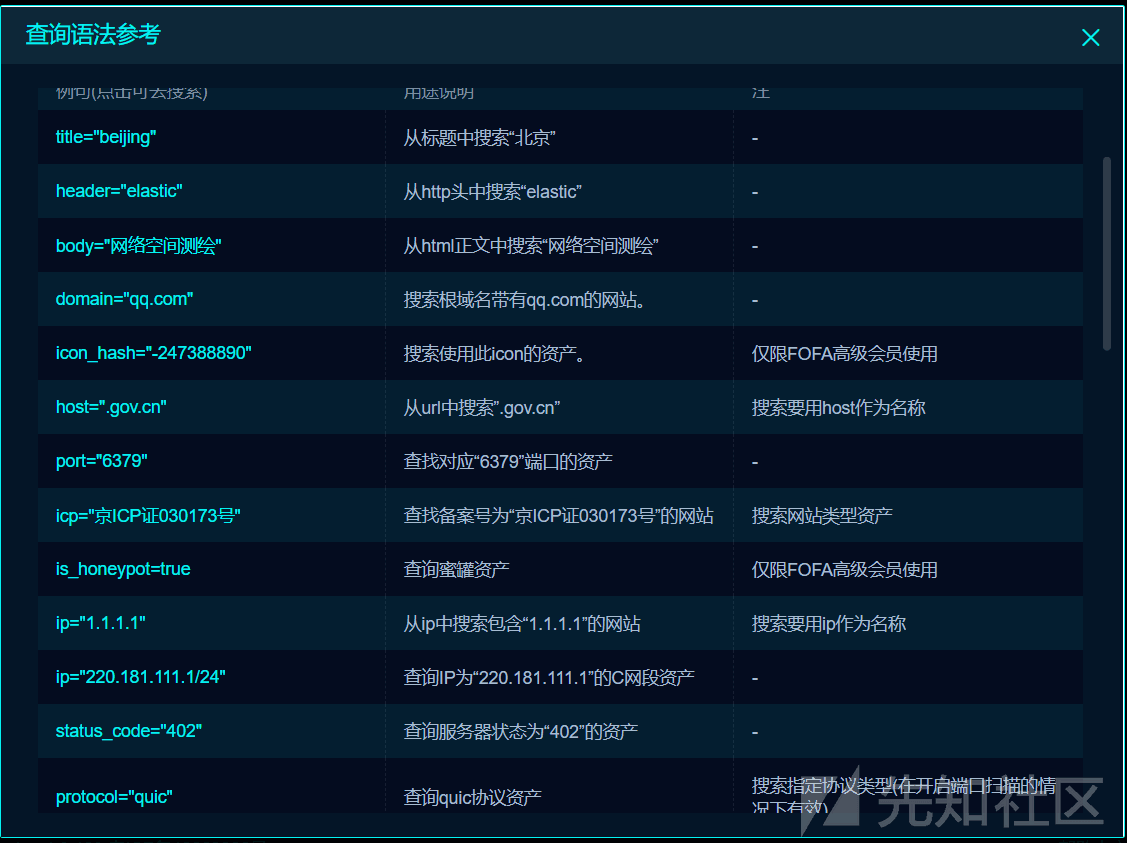 查询语法参考
例句(点击可去搜索) 用途说明 注
title="beijing" 从标题中搜索“北京” -
header="elastic" 从http头中搜索“elastic” -
body="网络空间测绘" 从html正文中搜索“网络空间测绘” -
domain="qq.com" 搜索根域名带有qq.com的网站。 -
icon_hash="-247388890" 搜索使用此icon的资产。 仅限FOFA高级会员使用
host=".gov.cn" 从url中搜索”.gov.cn” 搜索要用host作为名称
port="6379" 查找对应“6379”端口的资产 -
icp="京ICP证030173号" 查找备案号为“京ICP证030173号”的网站 搜索网站类型资产
is_honeypot=true 查询蜜罐资产 仅限FOFA高级会员使用
ip="1.1.1.1" 从ip中搜索包含“1.1.1.1”的网站 搜索要用ip作为名称
ip="220.181.111.1/24" 查询IP为“220.181.111.1”的C网段资产 -
status_code="402" 查询服务器状态为“402”的资产 -
protocol="quic" 查询quic协议资产 搜索指定协议类型(在开启端口扫描的情
况下有效)
先知社区